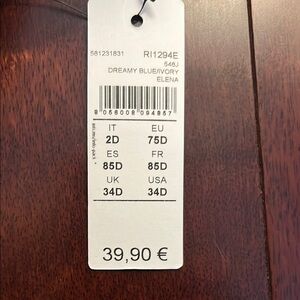 581231831 RI1294E
546J
DREAMY BLUE/IVORY
ELENA
8 056008 094857
IT EU
2D 75D
ES FR
85D 85D
UK USA
34D 34D
39,90 €